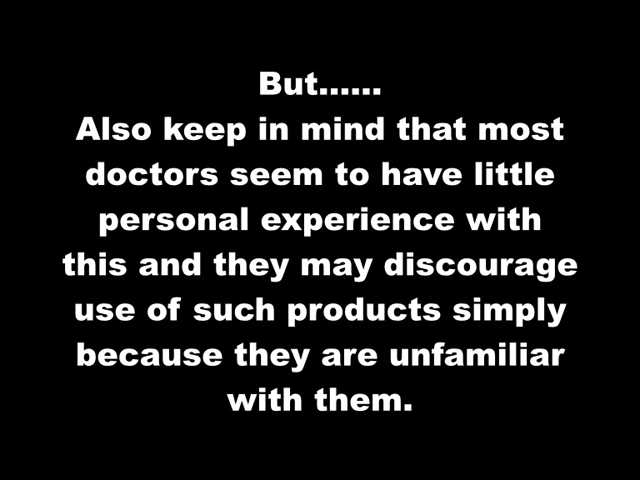 But......
Also keep in mind that most
doctors seem to have little
personal experience with
this and they may discourage
use of such products simply
because they are unfamiliar
with them.